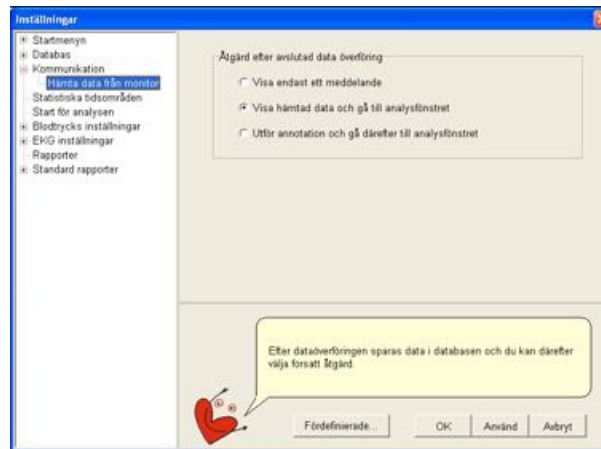 Inställningar
Startmenyn
Databas
Kommunikation
Hämta data från monitor
Statistiska tidsområden
Start för analysen
Blodtrycks inställningar
EKG inställningar
Rapporter
Standard rapporter
Åtgärd efter avslutad data överföring
Visa endast ett meddelande
Visa hämtad data och gå till analysfönstret
Utför annotation och gå därefter till analysfönstret
Efter dataöverföringen sparas data i databasen och du kan därefter
välja forsatt åtgärd.
Fördefinierade...
OK
Använd
Avbryt